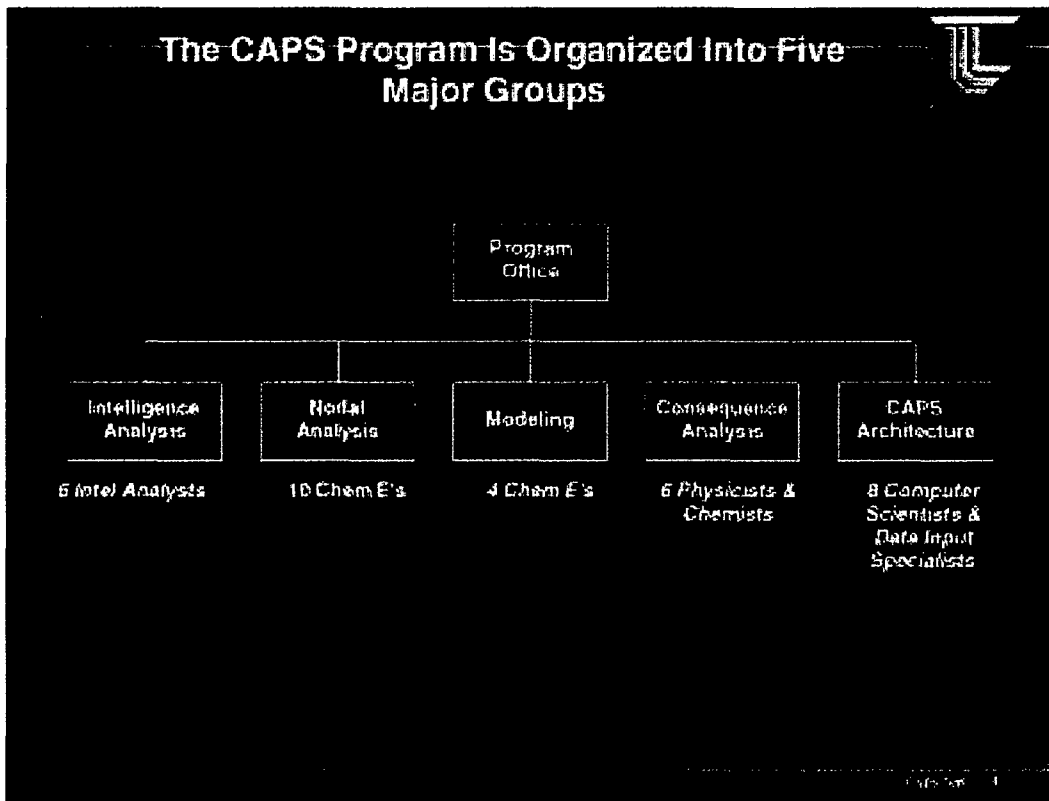 The CAPS Program Is Organized Into Five
Major Groups
Program
Office
Intelligence
Analysis
Nodal
Analysis
Modeling
Consequence
Analysis
CAPS
Architecture
6 Intel Analysts
10 Chem E's
4 Chem E's
6 Physicists &
Chemists
8 Computer
Scientists &
Data Input
Specialists